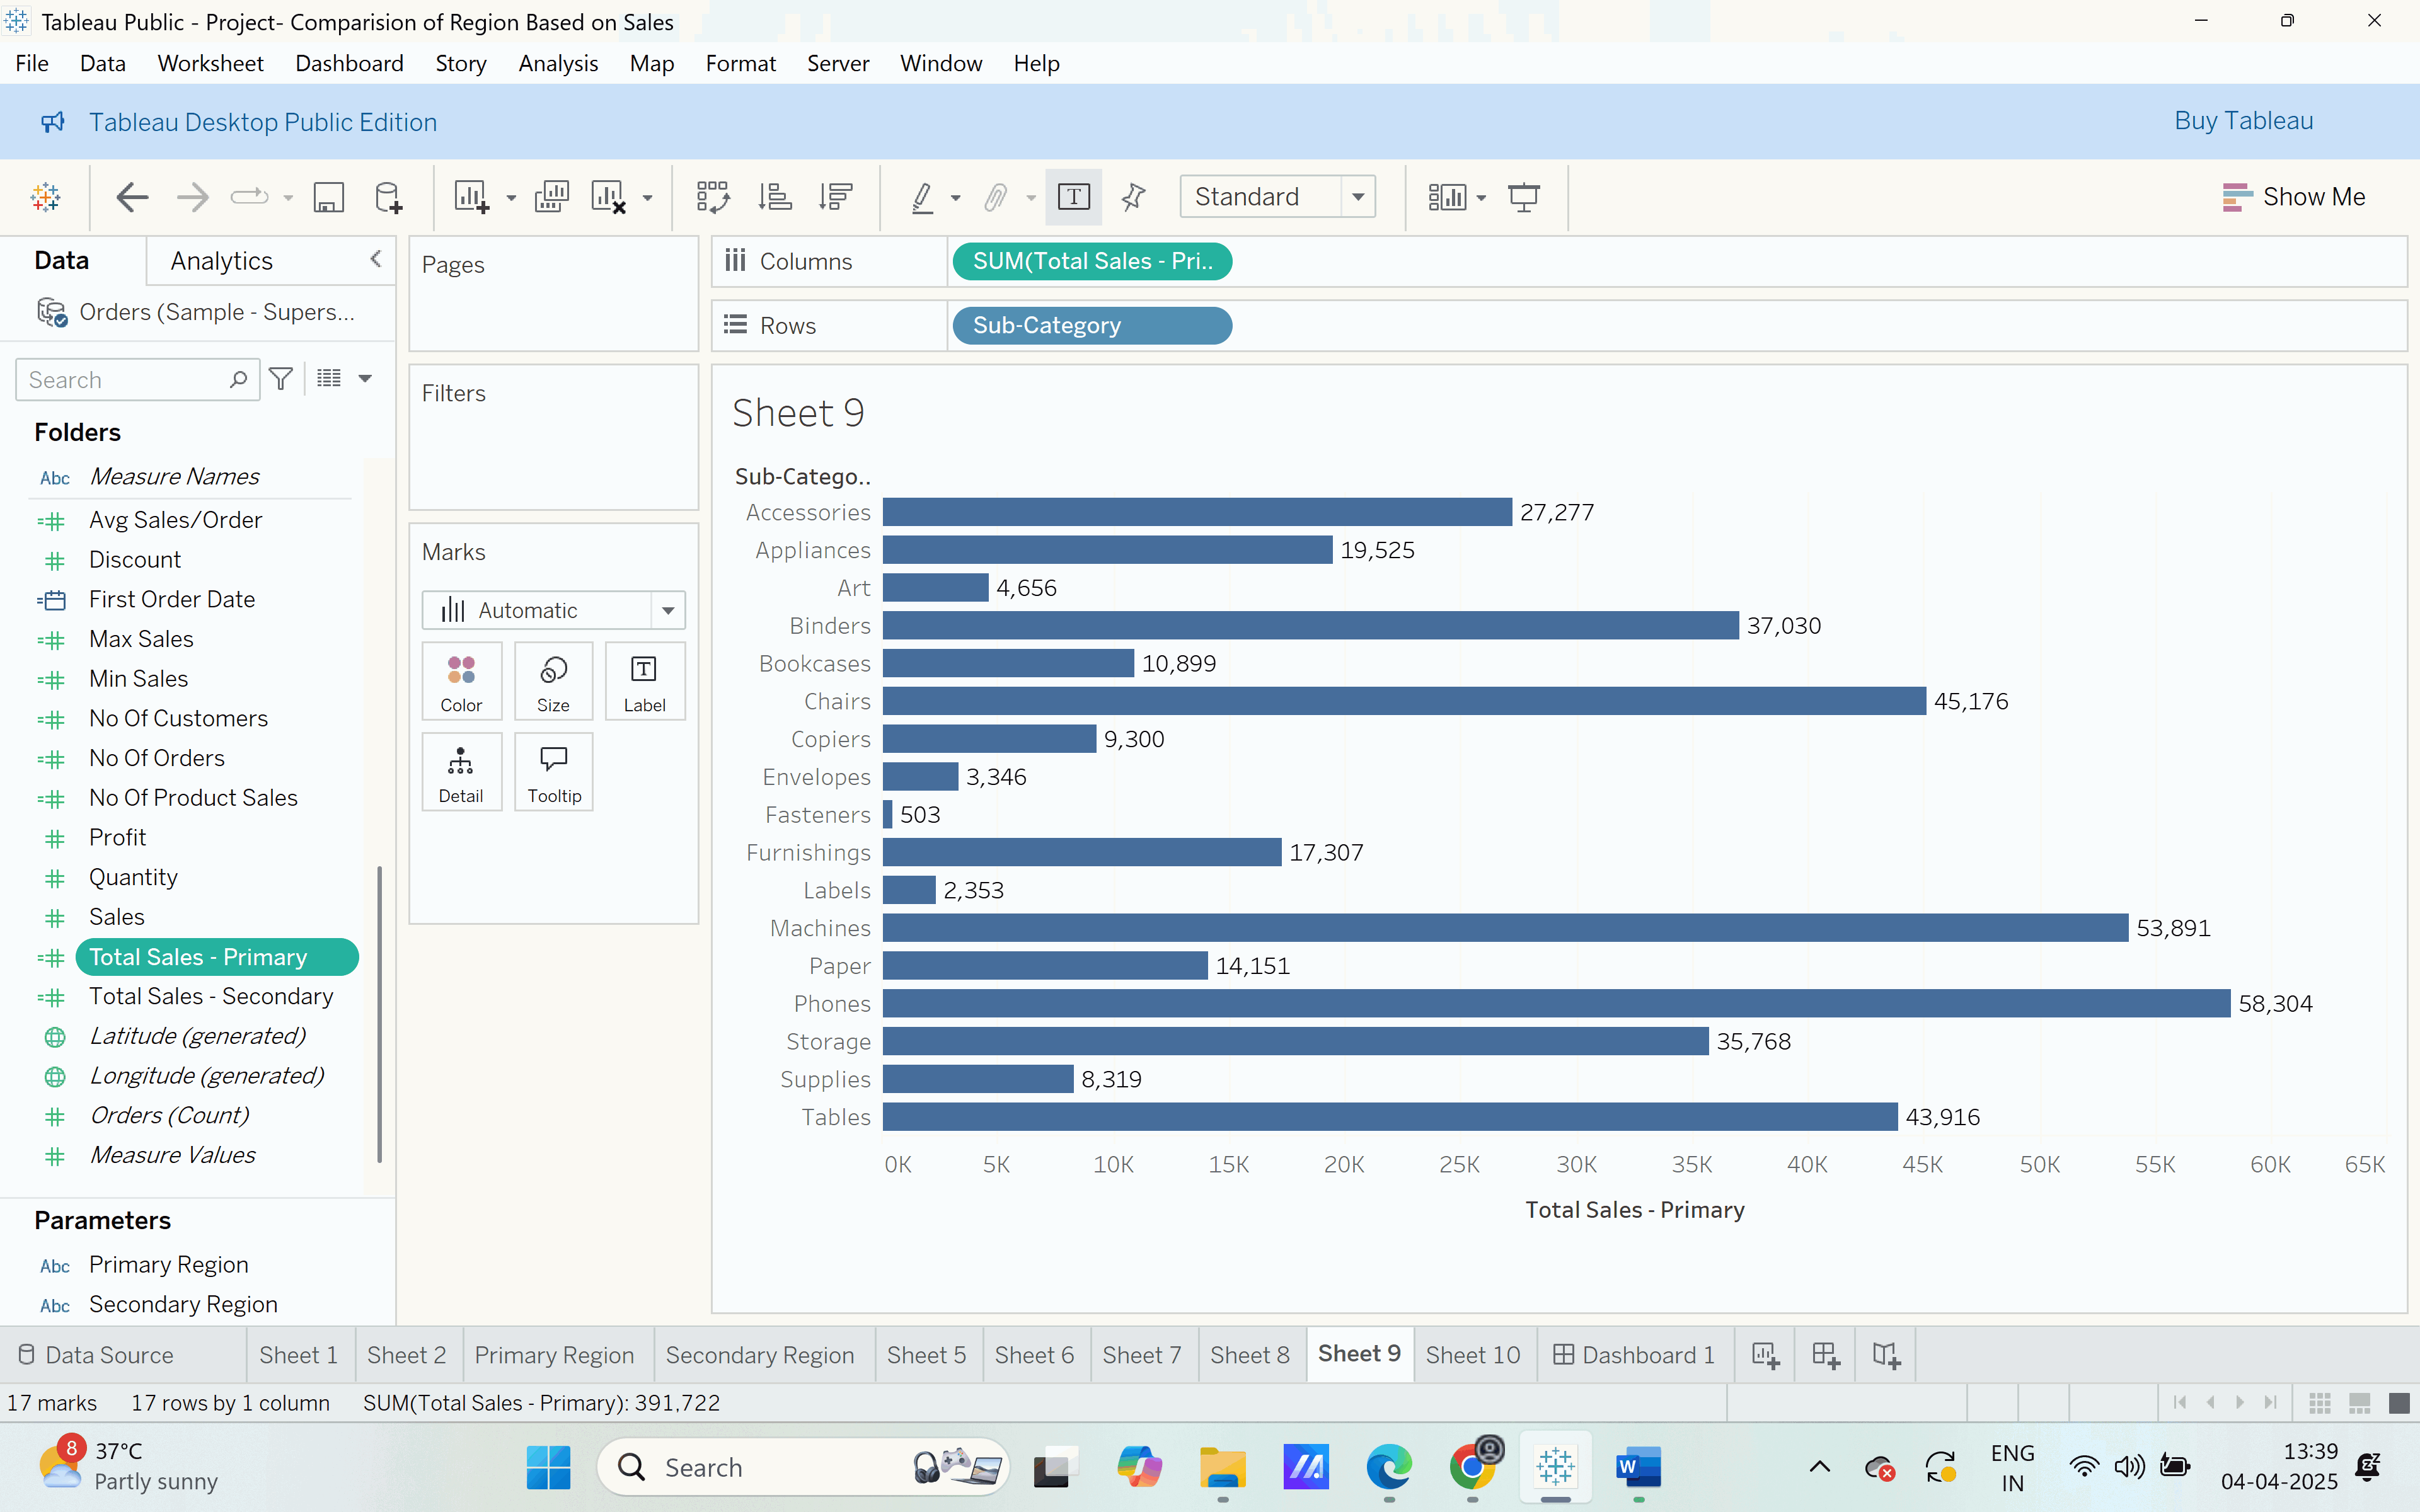 Tableau Public - Project- Comparision of Region Based on Sales
File Data Worksheet Dashboard Story Analysis Map Format Server Window Help
Tableau Desktop Public Edition
Buy Tableau
Standard
Show Me
Data
Analytics
Orders (Sample - Supers...
Search
Folders
Abc Measure Names
Avg Sales/Order
Discount
First Order Date
Max Sales
Min Sales
No Of Customers
No Of Orders
No Of Product Sales
Profit
Quantity
Sales
Total Sales - Primary
Total Sales - Secondary
Latitude (generated)
Longitude (generated)
Orders (Count)
Measure Values
Parameters
Abc Primary Region
Abc Secondary Region
Pages
Filters
Marks
Automatic
Color Size Label
Detail Tooltip
Columns SUM(Total Sales - Pri..
Rows Sub-Category
Sheet 9
Sub-Catego..
Accessories 27,277
Appliances 19,525
Art 4,656
Binders 37,030
Bookcases 10,899
Chairs 45,176
Copiers 9,300
Envelopes 3,346
Fasteners 503
Furnishings 17,307
Labels 2,353
Machines 53,891
Paper 14,151
Phones 58,304
Storage 35,768
Supplies 8,319
Tables 43,916
0K 5K 10K 15K 20K 25K 30K 35K 40K 45K 50K 55K 60K 65K
Total Sales - Primary
Data Source Sheet 1 Sheet 2 Primary Region Secondary Region Sheet 5 Sheet 6 Sheet 7 Sheet 8 Sheet 9 Sheet 10 Dashboard 1
17 marks 17 rows by 1 column SUM(Total Sales - Primary): 391,722
8
37°C
Partly sunny
Search
W
ENG
IN
13:39
04-04-2025